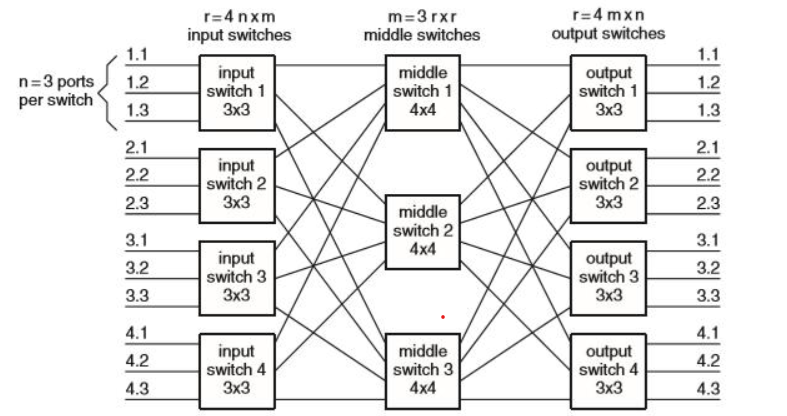 r=4 n x m
input switches
m=3 r x r
middle switches
r=4 m x n
output switches
n=3 ports
per switch
1.1
1.2
1.3
2.1
2.2
2.3
3.1
3.2
3.3
4.1
4.2
4.3
input
switch 1
3x3
input
switch 2
3x3
input
switch 3
3x3
input
switch 4
3x3
middle
switch 1
4x4
middle
switch 2
4x4
middle
switch 3
4x4
output
switch 1
3x3
output
switch 2
3x3
output
switch 3
3x3
output
switch 4
3x3
1.1
1.2
1.3
2.1
2.2
2.3
3.1
3.2
3.3
4.1
4.2
4.3